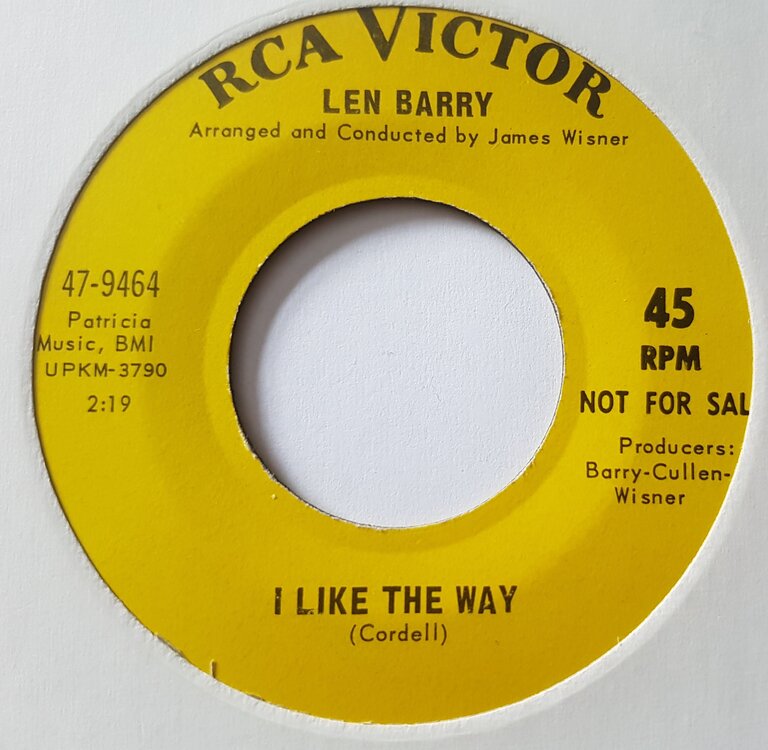 RCA VICTOR
LEN BARRY
Arranged and Conducted by James Wisner
47-9464
Patricia
Music, BMI
UPKM-3790
2:19
45
RPM
NOT FOR SAL
Producers:
Barry-Cullen-
Wisner
I LIKE THE WAY
(Cordell)